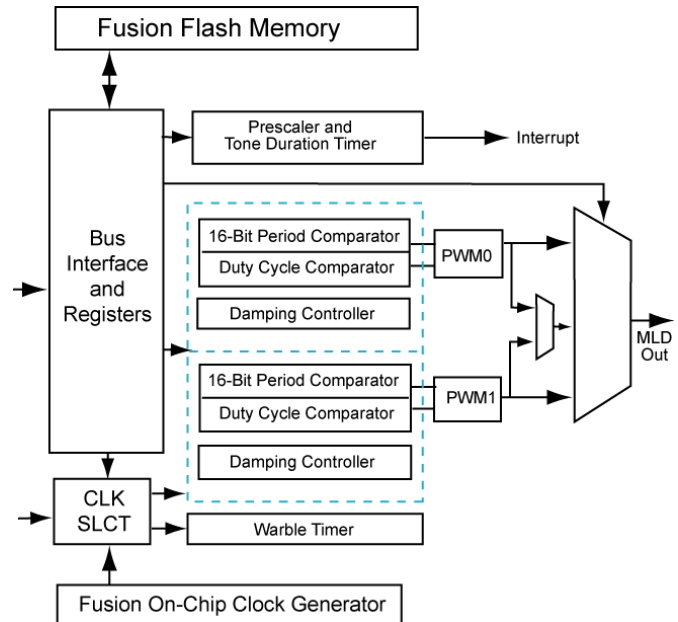 Fusion Flash Memory
Prescaler and
Tone Duration Timer
Interrupt
Bus
Interface
and
Registers
16-Bit Period Comparator
Duty Cycle Comparator
PWM0
Damping Controller
MLD
Out
16-Bit Period Comparator
Duty Cycle Comparator
PWM1
Damping Controller
CLK
SLCT
Warble Timer
Fusion On-Chip Clock Generator